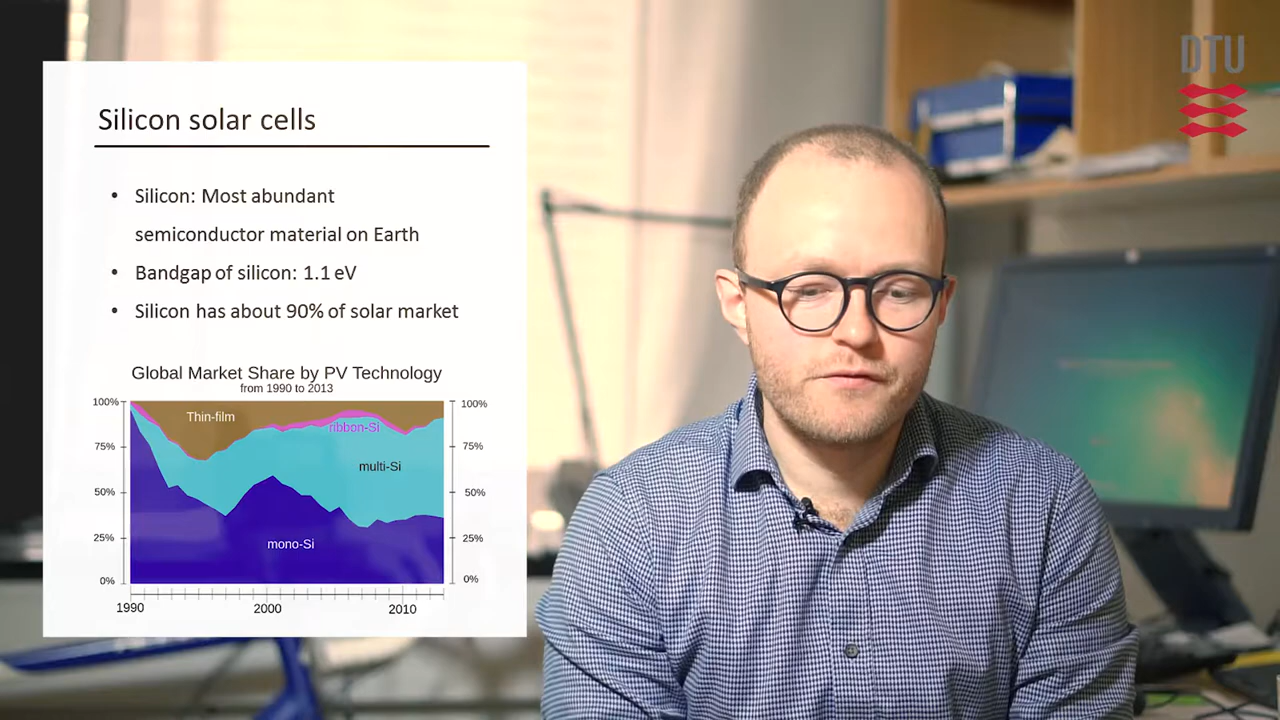 DTU
Silicon solar cells
• Silicon: Most abundant
semiconductor material on Earth
• Bandgap of silicon: 1.1 eV
• Silicon has about 90% of solar market
Global Market Share by PV Technology
from 1990 to 2013
100%
100%
Thin-film
ribbon-Si
75%
75%
multi-Si
50%
50%
25%
25%
mono-Si
0%
0%
1990
2000
2010